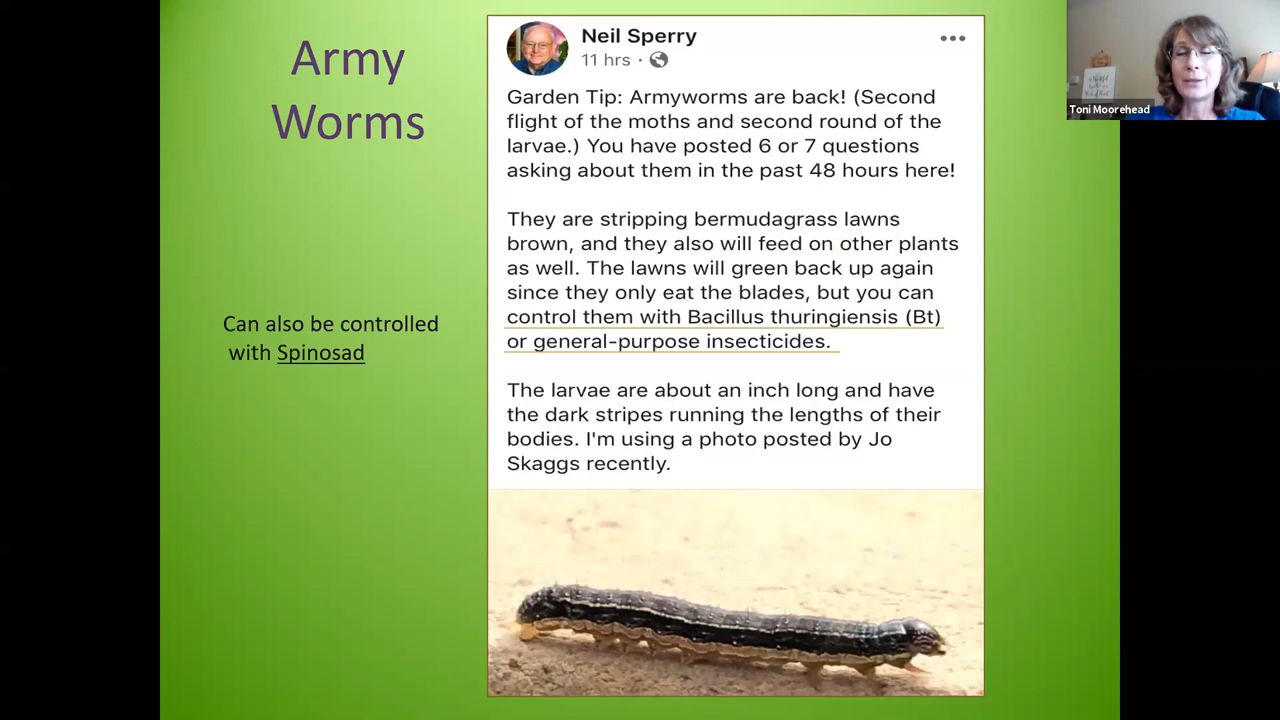 Army
Worms
Can also be controlled
with Spinosad
Neil Sperry
11 hrs ·
Garden Tip: Armyworms are back! (Second
flight of the moths and second round of the
larvae.) You have posted 6 or 7 questions
asking about them in the past 48 hours here!
They are stripping bermudagrass lawns
brown, and they also will feed on other plants
as well. The lawns will green back up again
since they only eat the blades, but you can
control them with Bacillus thuringiensis (Bt)
or general-purpose insecticides.
The larvae are about an inch long and have
the dark stripes running the lengths of their
bodies. I'm using a photo posted by Jo
Skaggs recently.
Toni Moorehead